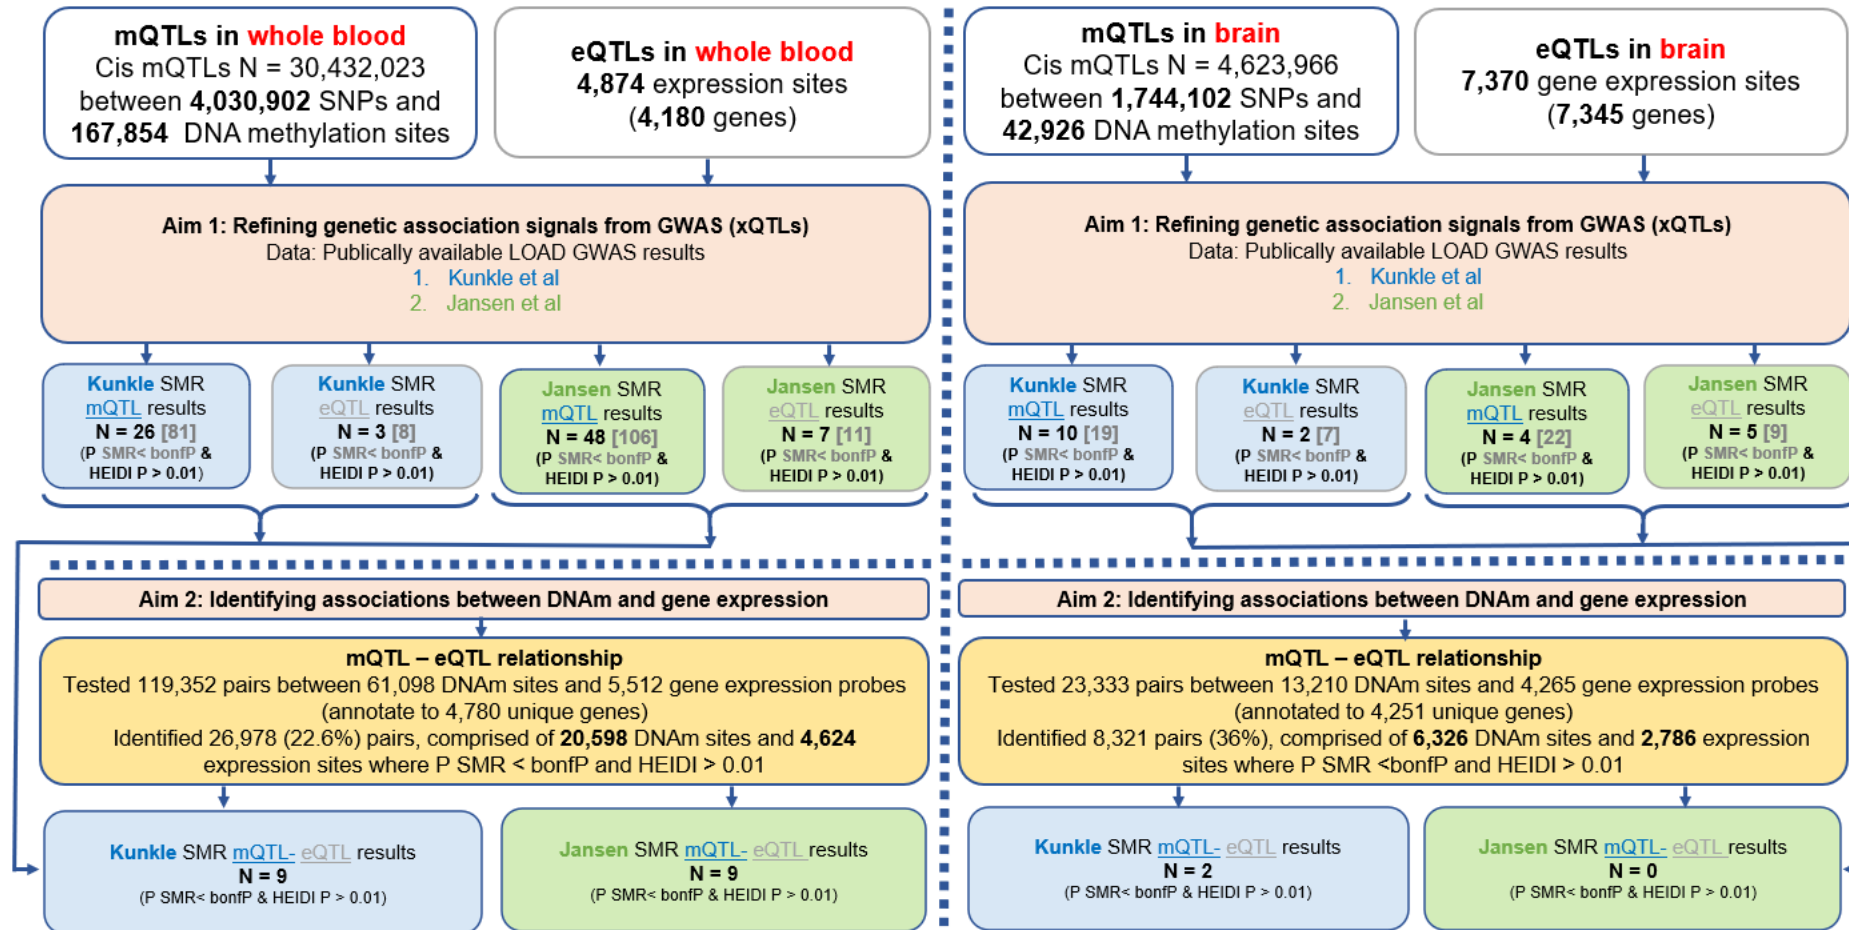 mQTLs in whole blood
Cis mQTLs N = 30,432,023
between 4,030,902 SNPs and
167,854 DNA methylation sites
eQTLs in whole blood
4,874 expression sites
(4,180 genes)
Aim 1: Refining genetic association signals from GWAS (xQTLs)
Data: Publically available LOAD GWAS results
1. Kunkle et al
2. Jansen et al
Kunkle SMR
mQTL results
N = 26 [81]
(P SMR< bonfP &
HEIDI P > 0.01)
Kunkle SMR
eQTL results
N = 3 [8]
(P SMR< bonfP &
HEIDI P > 0.01)
Jansen SMR
mQTL results
N = 48 [106]
(P SMR< bonfP &
HEIDI P > 0.01)
Jansen SMR
eQTL results
N = 7 [11]
(P SMR< bonfP &
HEIDI P > 0.01)
Aim 2: Identifying associations between DNAm and gene expression
mQTL – eQTL relationship
Tested 119,352 pairs between 61,098 DNAm sites and 5,512 gene expression probes
(annotate to 4,780 unique genes)
Identified 26,978 (22.6%) pairs, comprised of 20,598 DNAm sites and 4,624
expression sites where P SMR < bonfP and HEIDI > 0.01
Kunkle SMR mQTL- eQTL results
N = 9
(P SMR< bonfP & HEIDI P > 0.01)
Jansen SMR mQTL- eQTL results
N = 9
(P SMR< bonfP & HEIDI P > 0.01)
mQTLs in brain
Cis mQTLs N = 4,623,966
between 1,744,102 SNPs and
42,926 DNA methylation sites
eQTLs in brain
7,370 gene expression sites
(7,345 genes)
Aim 1: Refining genetic association signals from GWAS (xQTLs)
Data: Publically available LOAD GWAS results
1. Kunkle et al
2. Jansen et al
Kunkle SMR
mQTL results
N = 10 [19]
(P SMR< bonfP &
HEIDI P > 0.01)
Kunkle SMR
eQTL results
N = 2 [7]
(P SMR< bonfP &
HEIDI P > 0.01)
Jansen SMR
mQTL results
N = 4 [22]
(P SMR< bonfP &
HEIDI P > 0.01)
Jansen SMR
eQTL results
N = 5 [9]
(P SMR< bonfP &
HEIDI P > 0.01)
Aim 2: Identifying associations between DNAm and gene expression
mQTL – eQTL relationship
Tested 23,333 pairs between 13,210 DNAm sites and 4,265 gene expression probes
(annotated to 4,251 unique genes)
Identified 8,321 pairs (36%), comprised of 6,326 DNAm sites and 2,786 expression
sites where P SMR <bonfP and HEIDI > 0.01
Kunkle SMR mQTL- eQTL results
N = 2
(P SMR< bonfP & HEIDI P > 0.01)
Jansen SMR mQTL- eQTL results
N = 0
(P SMR< bonfP & HEIDI P > 0.01)